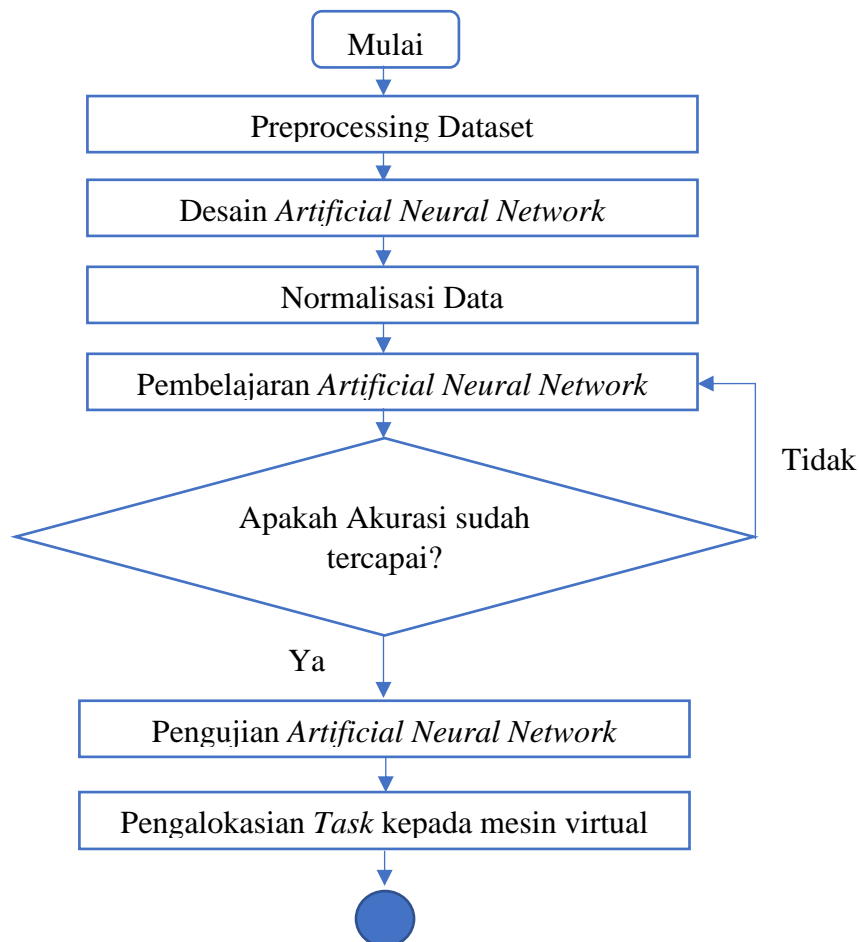 Mulai
Preprocessing Dataset
Desain Artificial Neural Network
Normalisasi Data
Pembelajaran Artificial Neural Network
Tidak
Apakah Akurasi sudah
tercapai?
Ya
Pengujian Artificial Neural Network
Pengalokasian Task kepada mesin virtual